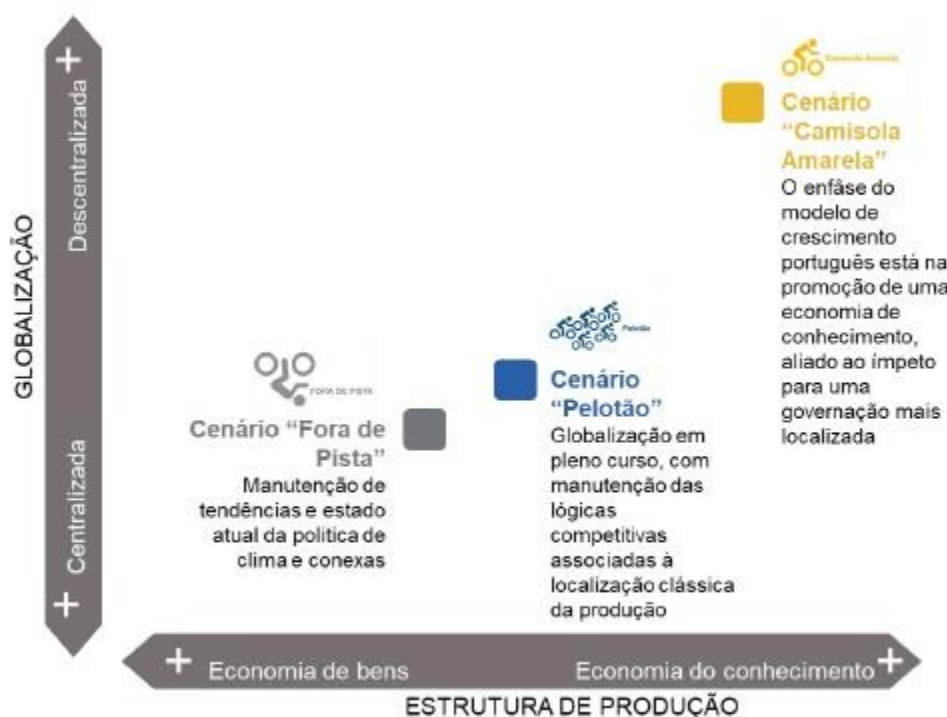 GLOBALIZAÇÃO
+
Descentralizada
Centralizada
+
Camisola Amarela
Cenário
“Camisola
Amarela”
O enfâse do
modelo de
crescimento
português está na
promoção de uma
economia de
conhecimento,
aliado ao ímpeto
para uma
governação mais
localizada
Pelotão
Cenário
“Pelotão”
Globalização em
pleno curso, com
manutenção das
lógicas
competitivas
associadas à
localização clássica
da produção
FORA DE PISTA
Cenário “Fora de
Pista”
Manutenção de
tendências e estado
atual da politica de
clima e conexas
+ Economia de bens
Economia do conhecimento +
ESTRUTURA DE PRODUÇÃO